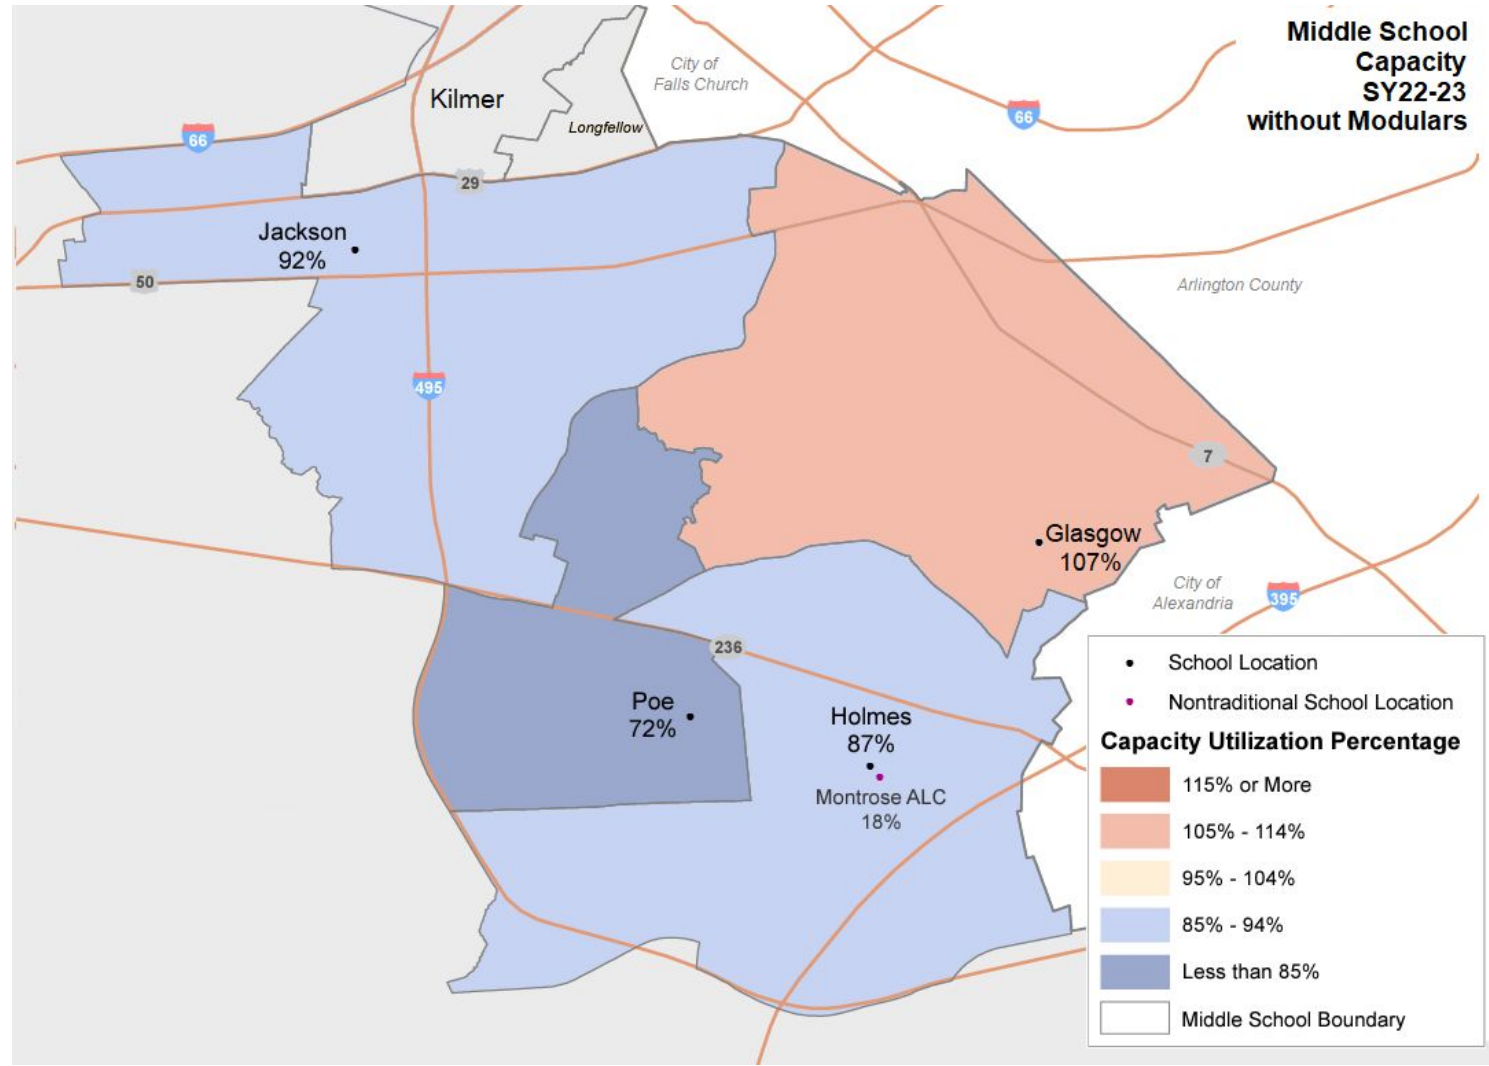 Middle School
Capacity
SY22-23
without Modulars
City of
Falls Church
Kilmer
Longfellow
66
66
29
Jackson
92%
50
Arlington County
495
7
Glasgow
107%
City of
Alexandria
395
236
Poe
72%
Holmes
87%
Montrose ALC
18%
School Location
Nontraditional School Location
Capacity Utilization Percentage
115% or More
105% - 114%
95% - 104%
85% - 94%
Less than 85%
Middle School Boundary